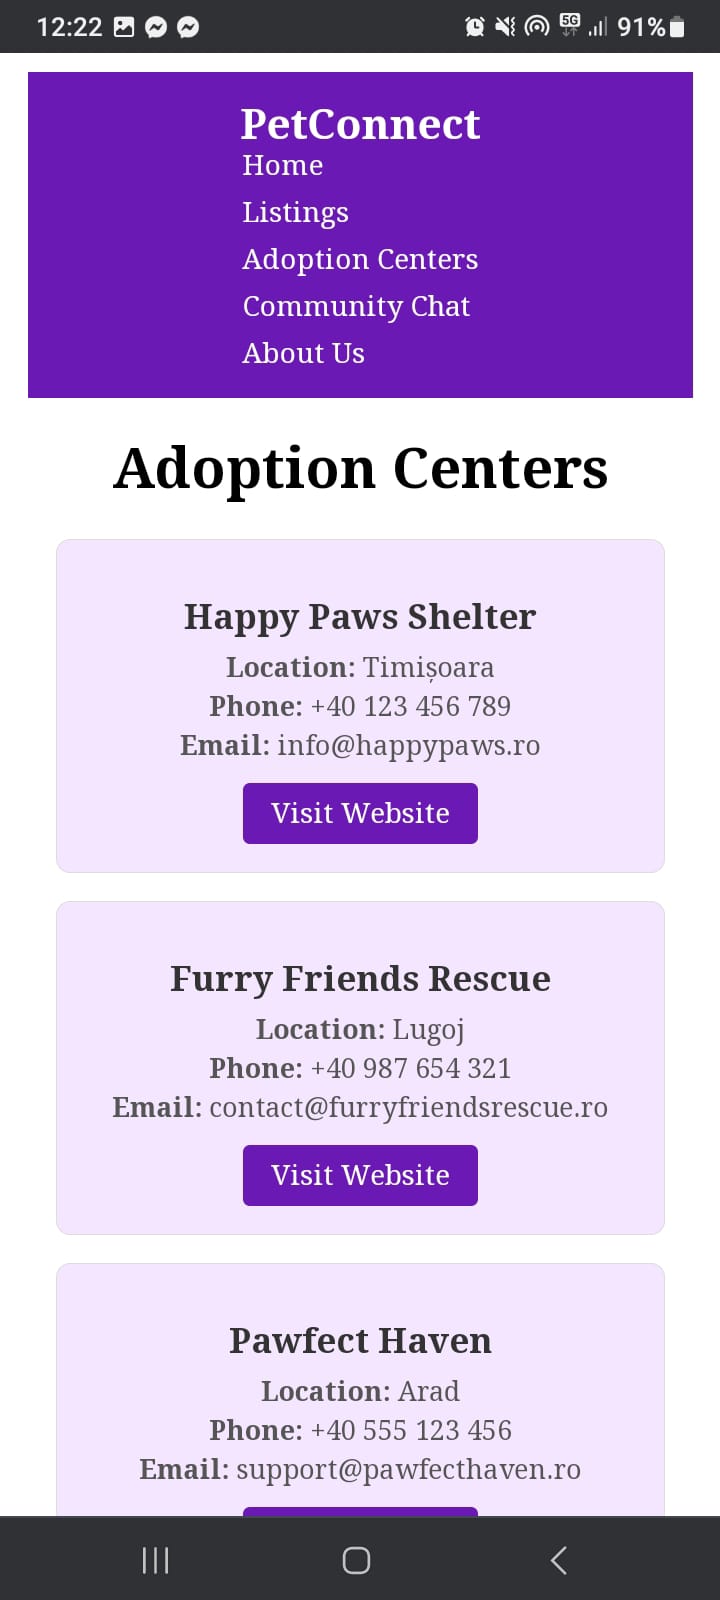 12:22
5G
91%
PetConnect
Home
Listings
Adoption Centers
Community Chat
About Us
Adoption Centers
Happy Paws Shelter
Location: Timișoara
Phone: +40 123 456 789
Email: info@happypaws.ro
Visit Website
Furry Friends Rescue
Location: Lugoj
Phone: +40 987 654 321
Email: contact@furryfriendsrescue.ro
Visit Website
Pawfect Haven
Location: Arad
Phone: +40 555 123 456
Email: support@pawfecthaven.ro